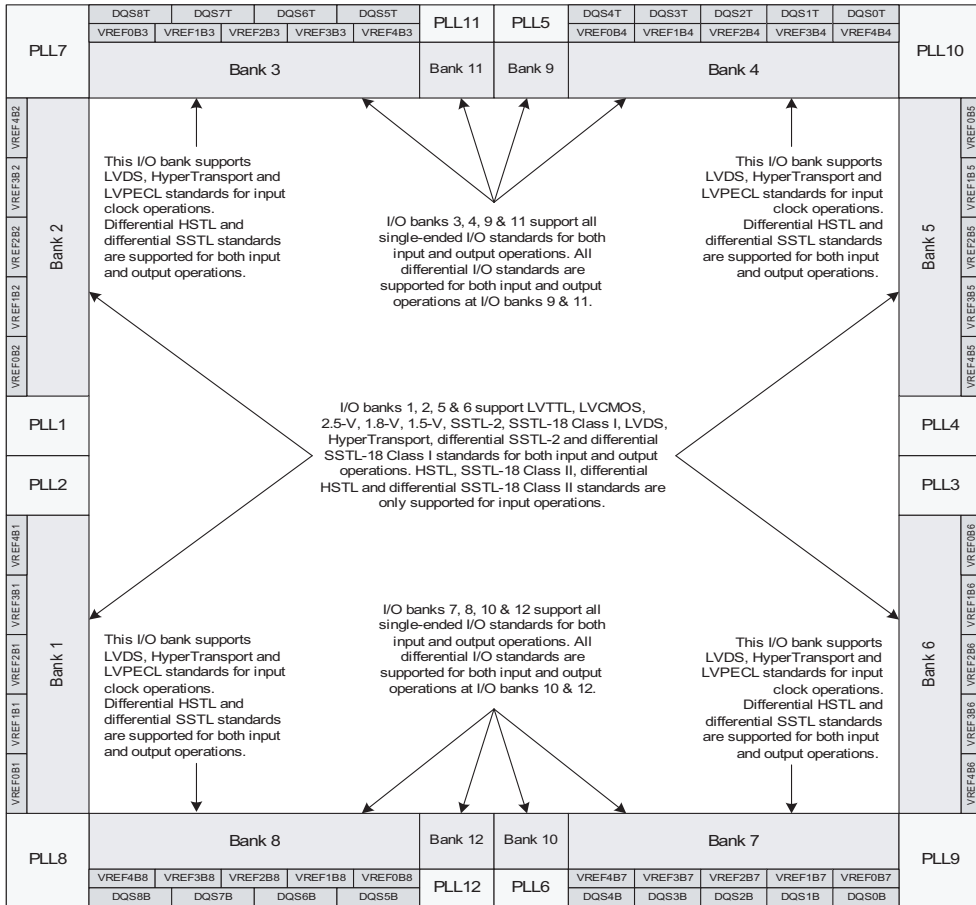 DQS8T DQS7T DQS6T DQS5T PLL11 PLL5 DQS4T DQS3T DQS2T DQS1T DQS0T
PLL7 VREF0B3 VREF1B3 VREF2B3 VREF3B3 VREF4B3 VREF0B4 VREF1B4 VREF2B4 VREF3B4 VREF4B4 PLL10
Bank 3 Bank 11 Bank 9 Bank 4
VREF4B2
VREF3B2
VREF2B2
VREF1B2
VREF0B2
Bank 2
This I/O bank supports
LVDS, HyperTransport and
LVPECL standards for input
clock operations.
Differential HSTL and
differential SSTL standards
are supported for both input
and output operations.
I/O banks 3, 4, 9 & 11 support all
single-ended I/O standards for both
input and output operations. All
differential I/O standards are
supported for both input and output
operations at I/O banks 9 & 11.
This I/O bank supports
LVDS, HyperTransport and
LVPECL standards for input
clock operations.
Differential HSTL and
differential SSTL standards
are supported for both input
and output operations.
Bank 5
VREF0B5
VREF1B5
VREF2B5
VREF3B5
VREF4B5
PLL1
PLL2
I/O banks 1, 2, 5 & 6 support LVTTL, LVCMOS,
2.5-V, 1.8-V, 1.5-V, SSTL-2, SSTL-18 Class I, LVDS,
HyperTransport, differential SSTL-2 and differential
SSTL-18 Class I standards for both input and output
operations. HSTL, SSTL-18 Class II, differential
HSTL and differential SSTL-18 Class II standards are
only supported for input operations.
PLL4
PLL3
VREF4B1
VREF3B1
VREF2B1
VREF1B1
VREF0B1
Bank 1
This I/O bank supports
LVDS, HyperTransport and
LVPECL standards for input
clock operations.
Differential HSTL and
differential SSTL standards
are supported for both input
and output operations.
I/O banks 7, 8, 10 & 12 support all
single-ended I/O standards for both
input and output operations. All
differential I/O standards are
supported for both input and output
operations at I/O banks 10 & 12.
This I/O bank supports
LVDS, HyperTransport and
LVPECL standards for input
clock operations.
Differential HSTL and
differential SSTL standards
are supported for both input
and output operations.
Bank 6
VREF0B6
VREF1B6
VREF2B6
VREF3B6
VREF4B6
Bank 8 Bank 12 Bank 10 Bank 7
PLL8 VREF4B8 VREF3B8 VREF2B8 VREF1B8 VREF0B8 VREF4B7 VREF3B7 VREF2B7 VREF1B7 VREF0B7 PLL9
DQS8B DQS7B DQS6B DQS5B PLL12 PLL6 DQS4B DQS3B DQS2B DQS1B DQS0B